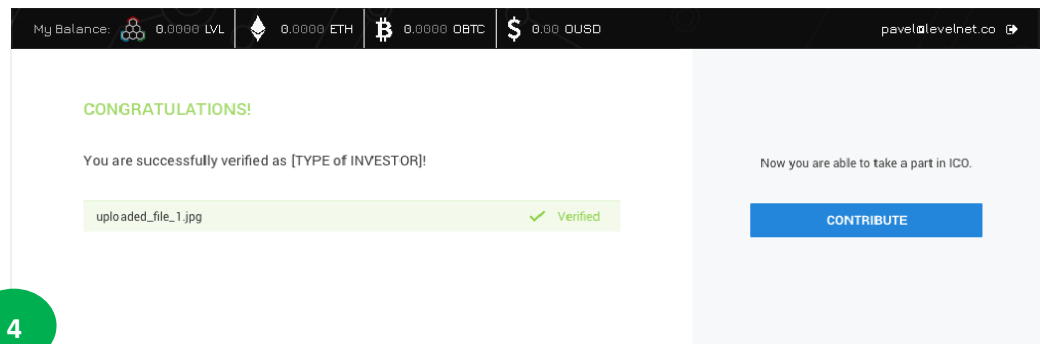 My Balance: 0.0000 LVL 0.0000 ETH 0.0000 OBTC $ 0.00 OUSD pavel@levelnet.co
CONGRATULATIONS!
You are successfully verified as [TYPE of INVESTOR]!
Now you are able to take a part in ICO.
uploaded_file_1.jpg Verified
CONTRIBUTE
4